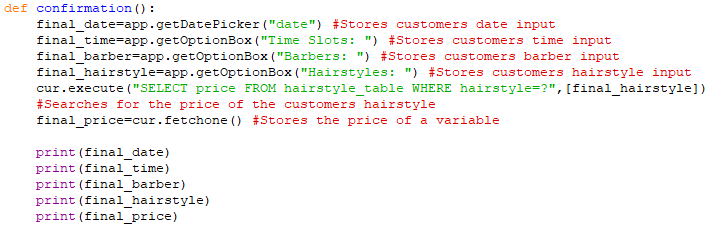 def confirmation():
    final_date=app.getDatePicker("date") #Stores customers date input
    final_time=app.getOptionBox("Time Slots: ") #Stores customers time input
    final_barber=app.getOptionBox("Barbers: ") #Stores customers barber input
    final_hairstyle=app.getOptionBox("Hairstyles: ") #Stores customers hairstyle input
    cur.execute("SELECT price FROM hairstyle_table WHERE hairstyle=?",[final_hairstyle])
    #Searches for the price of the customers hairstyle
    final_price=cur.fetchone() #Stores the price of a variable
    print(final_date)
    print(final_time)
    print(final_barber)
    print(final_hairstyle)
    print(final_price)